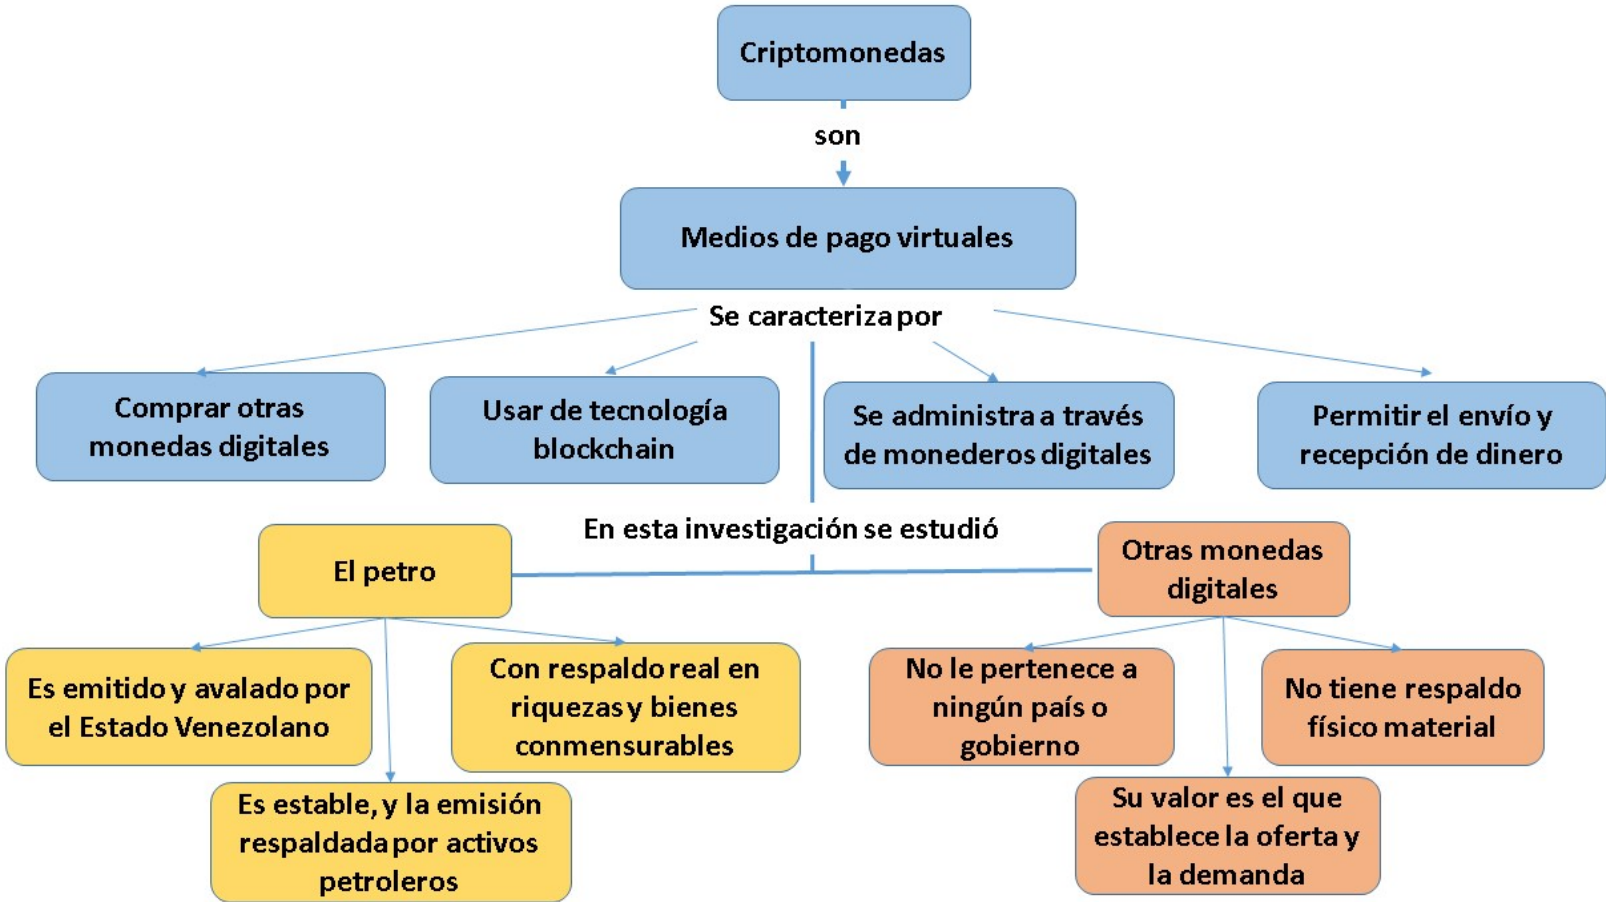 Criptomonedas
son
Medios de pago virtuales
Se caracteriza por
Comprar otras
monedas digitales
Usar de tecnología
blockchain
Se administra a través
de monederos digitales
Permitir el envío y
recepción de dinero
En esta investigación se estudió
El petro
Otras monedas
digitales
Es emitido y avalado por
el Estado Venezolano
Con respaldo real en
riquezas y bienes
conmensurables
No le pertenece a
ningún país o
gobierno
No tiene respaldo
físico material
Es estable, y la emisión
respaldada por activos
petroleros
Su valor es el que
establece la oferta y
la demanda